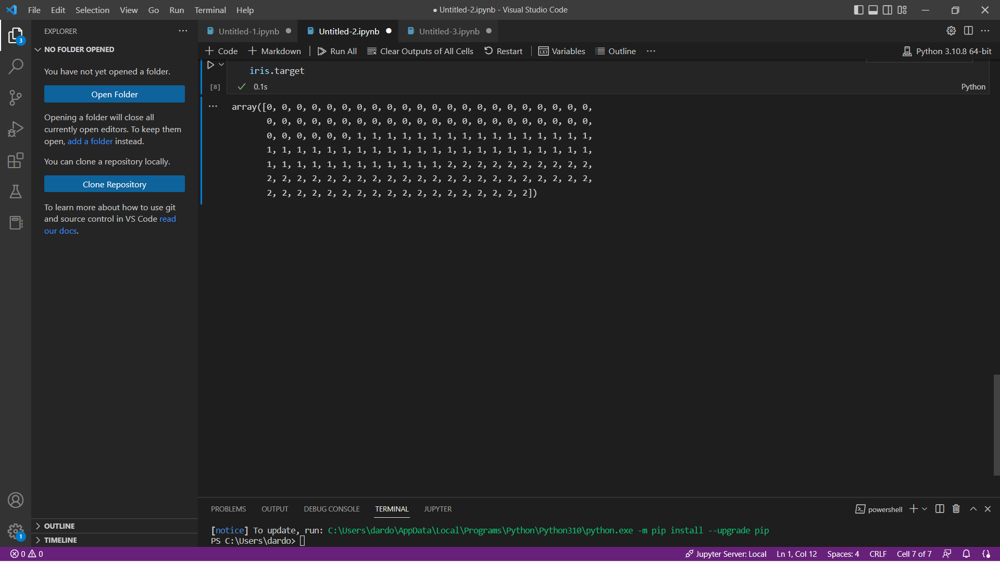 File Edit Selection View Go Run Terminal Help
● Untitled-2.ipynb - Visual Studio Code
EXPLORER
NO FOLDER OPENED
You have not yet opened a folder.
Open Folder
Opening a folder will close all
currently open editors. To keep them
open, add a folder instead.
You can clone a repository locally.
Clone Repository
To learn more about how to use git
and source control in VS Code read
our docs.
OUTLINE
TIMELINE
3
1
Untitled-1.ipynb Untitled-2.ipynb Untitled-3.ipynb
+ Code + Markdown Run All Clear Outputs of All Cells Restart Variables Outline ... Python 3.10.8 64-bit
iris.target
[8] ✓ 0.1s Python
array([0, 0, 0, 0, 0, 0, 0, 0, 0, 0, 0, 0, 0, 0, 0, 0, 0, 0, 0, 0, 0, 0,
0, 0, 0, 0, 0, 0, 0, 0, 0, 0, 0, 0, 0, 0, 0, 0, 0, 0, 0, 0, 0, 0,
0, 0, 0, 0, 0, 0, 1, 1, 1, 1, 1, 1, 1, 1, 1, 1, 1, 1, 1, 1, 1, 1,
1, 1, 1, 1, 1, 1, 1, 1, 1, 1, 1, 1, 1, 1, 1, 1, 1, 1, 1, 1, 1, 1,
1, 1, 1, 1, 1, 1, 1, 1, 1, 1, 1, 1, 2, 2, 2, 2, 2, 2, 2, 2, 2, 2,
2, 2, 2, 2, 2, 2, 2, 2, 2, 2, 2, 2, 2, 2, 2, 2, 2, 2, 2, 2, 2, 2,
2, 2, 2, 2, 2, 2, 2, 2, 2, 2, 2, 2, 2, 2, 2, 2, 2, 2])
PROBLEMS OUTPUT DEBUG CONSOLE TERMINAL JUPYTER
powershell
[notice] To update, run: C:\Users\dardo\AppData\Local\Programs\Python\Python310\python.exe -m pip install --upgrade pip
PS C:\Users\dardo>
0 0
Jupyter Server: Local Ln 1, Col 12 Spaces: 4 CRLF Cell 7 of 7